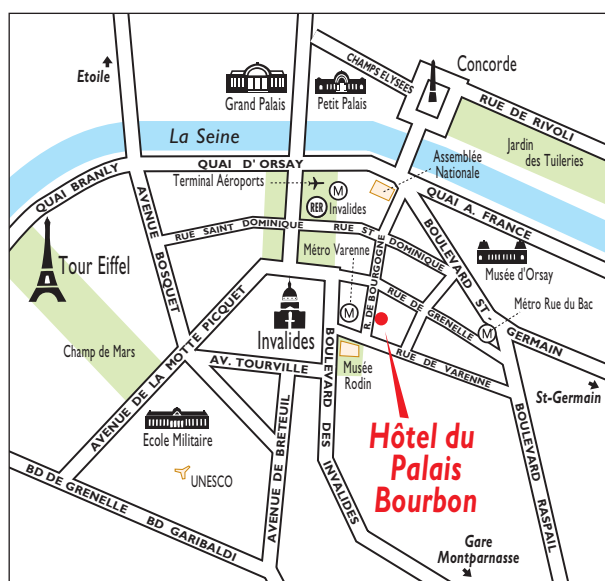 Etoile
Grand Palais
Petit Palais
CHAMPS ELYSEES
Concorde
RUE DE RIVOLI
La Seine
Jardin
des Tuileries
Assemblée
Nationale
QUAI D' ORSAY
QUAI BRANLY
Terminal Aéroports
M
RER
Invalides
QUAI A. FRANCE
AVENUE BOSQUET
RUE SAINT DOMINIQUE
RUE ST DOMINIQUE
Métro Varenne
R. DE BOURGOGNE
BOULEVARD ST-GERMAIN
Musée d'Orsay
Tour Eiffel
Métro Rue du Bac
RUE DE GRENELLE
M
M
Invalides
Champ de Mars
AVENUE DE LA MOTTE PICQUET
AV. TOURVILLE
Musée
Rodin
RUE DE VARENNE
St-Germain
BOULEVARD DES INVALIDES
BOULEVARD RASPAIL
Ecole Militaire
AVENUE DE BRETEUIL
Hôtel du
Palais
Bourbon
UNESCO
BD DE GRENELLE
BD GARIBALDI
Gare
Montparnasse